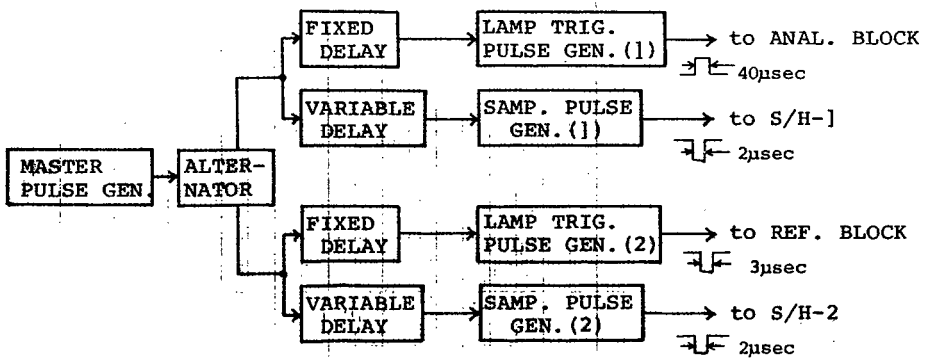 FIXED
DELAY
LAMP TRIG.
PULSE GEN.(1)
to ANAL. BLOCK
40μsec
VARIABLE
DELAY
SAMP. PULSE
GEN.(1)
to S/H-1
2μsec
MASTER
PULSE GEN.
ALTER-
NATOR
FIXED
DELAY
LAMP TRIG.
PULSE GEN.(2)
to REF. BLOCK
3μsec
VARIABLE
DELAY
SAMP. PULSE
GEN.(2)
to S/H-2
2μsec